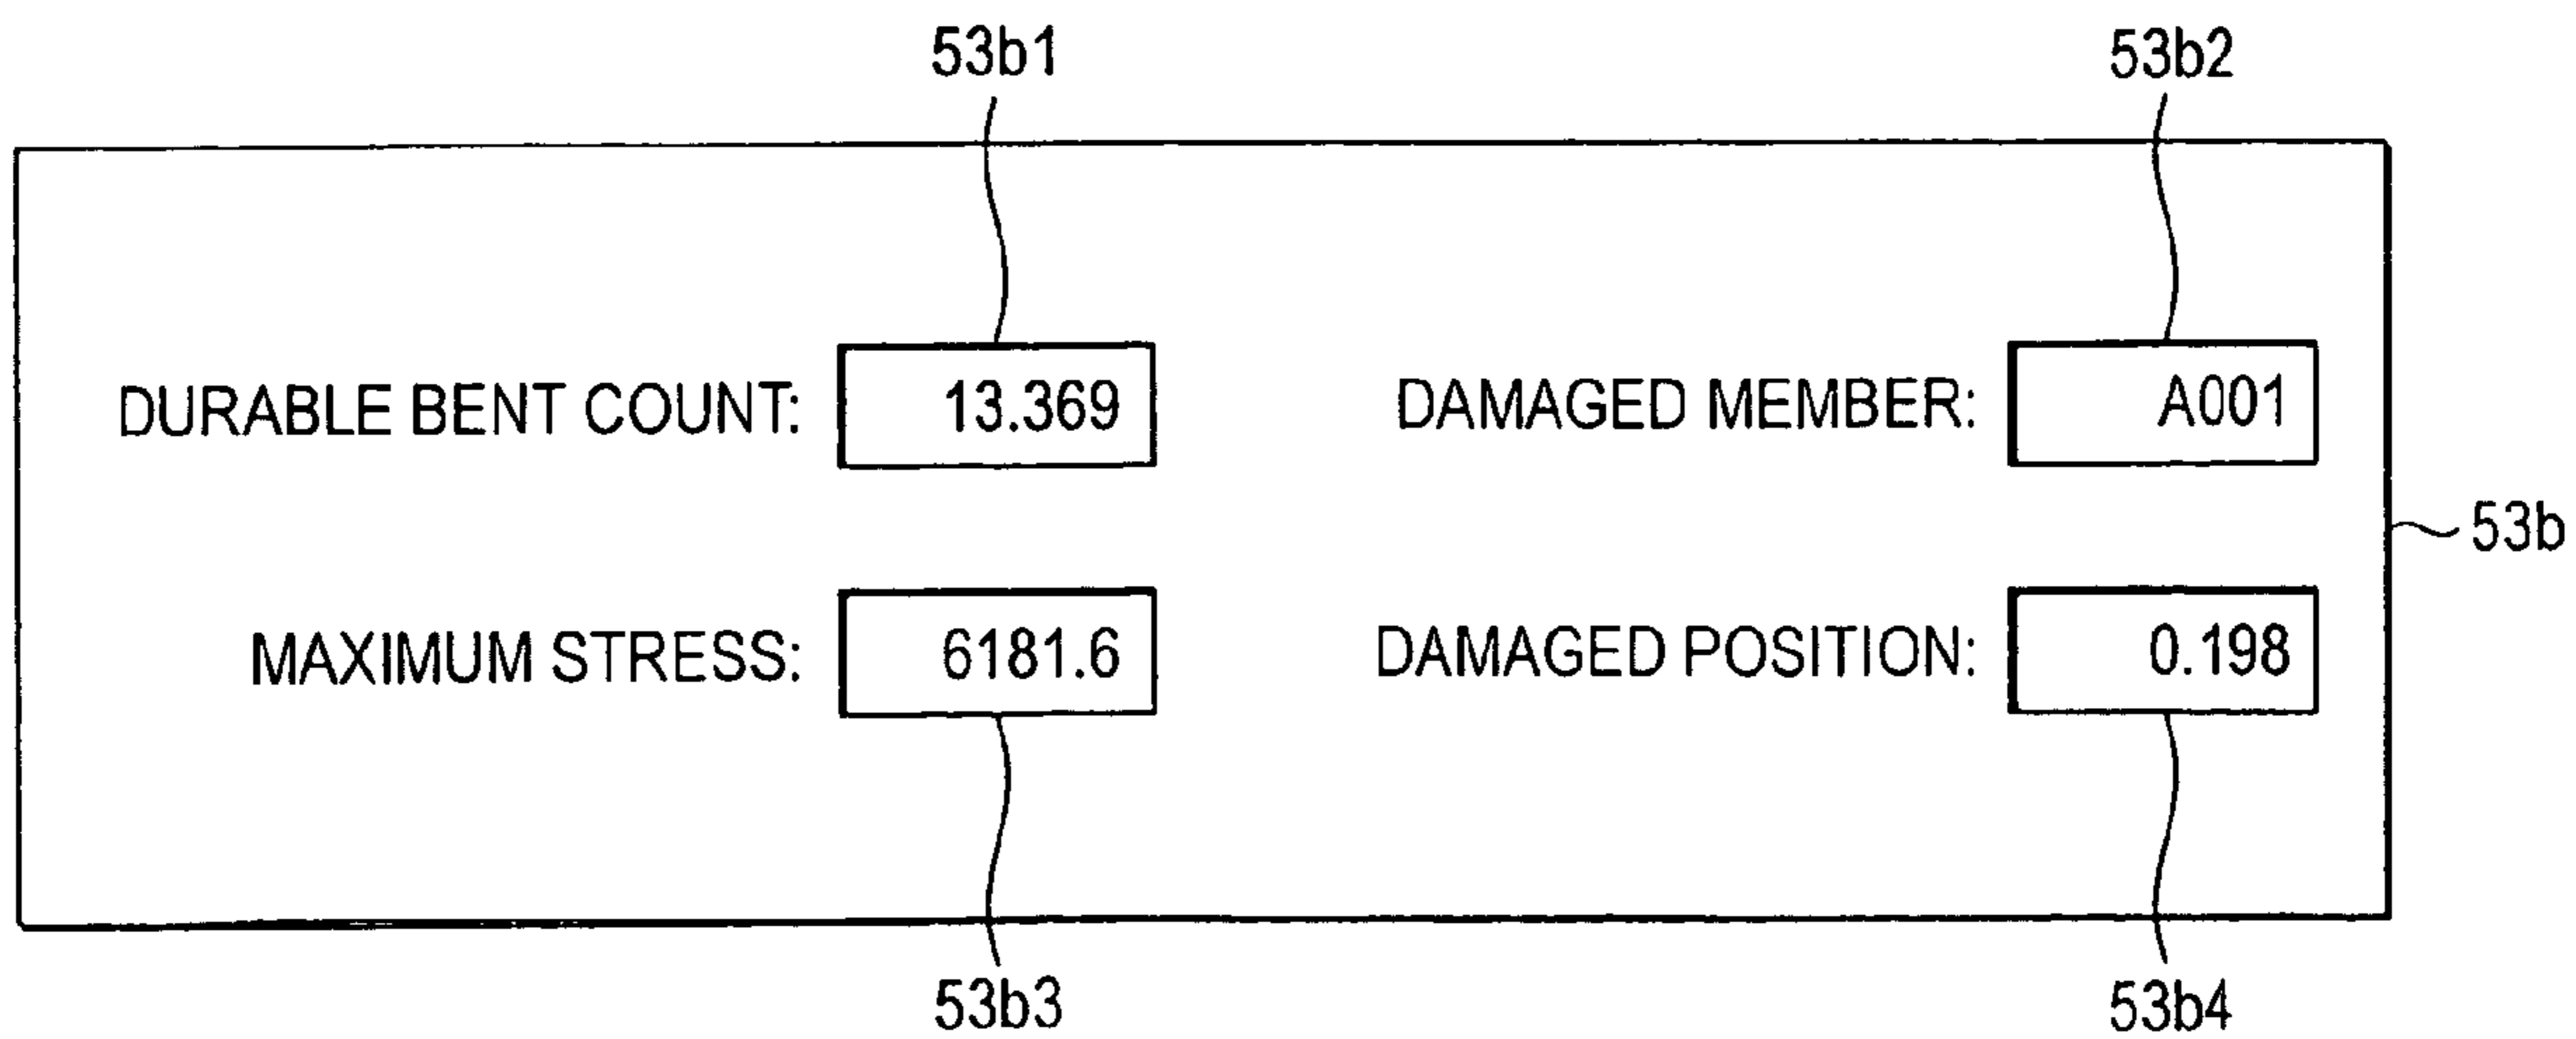 53b1 53b2
DURABLE BENT COUNT: 13.369 DAMAGED MEMBER: A001
53b
MAXIMUM STRESS: 6181.6 DAMAGED POSITION: 0.198
53b3 53b4